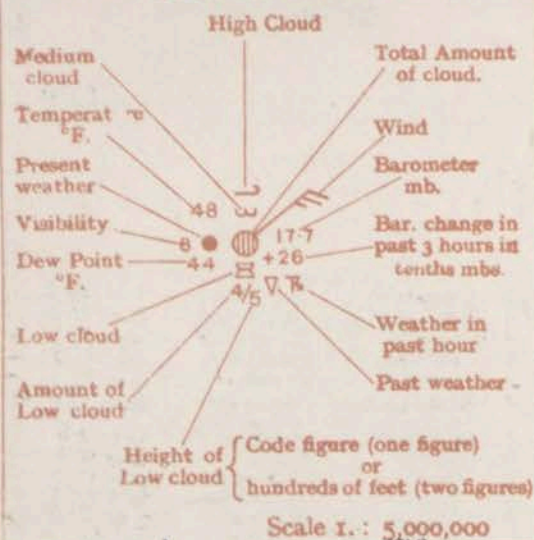 High Cloud
Medium
cloud
Total Amount
of cloud.
Temperat
°F.
Wind
Present
weather
Barometer
mb.
48
Visibility
8
17.7
Bar. change in
past 3 hours in
tenths mbs.
Dew Point
°F.
44
+26
4/5
Low cloud
Weather in
past hour
Amount of
Low cloud
Past weather
Height of
Low cloud
Code figure (one figure)
or
hundreds of feet (two figures)
Scale 1.: 5,000,000